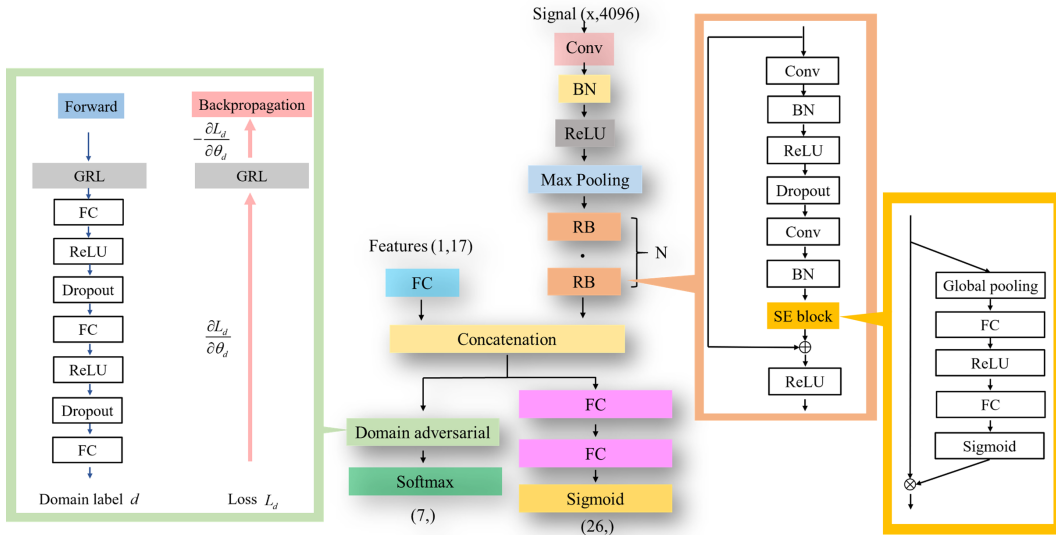 Forward
GRL
FC
ReLU
Dropout
FC
ReLU
Dropout
FC
Domain label d
Backpropagation
−∂L_d/∂θ_d
GRL
∂L_d/∂θ_d
Loss L_d
Signal (x,4096)
Conv
BN
ReLU
Max Pooling
RB
.
RB
N
Features (1,17)
FC
Concatenation
Domain adversarial
Softmax
(7,)
FC
FC
Sigmoid
(26,)
Conv
BN
ReLU
Dropout
Conv
BN
SE block
ReLU
Global pooling
FC
ReLU
FC
Sigmoid